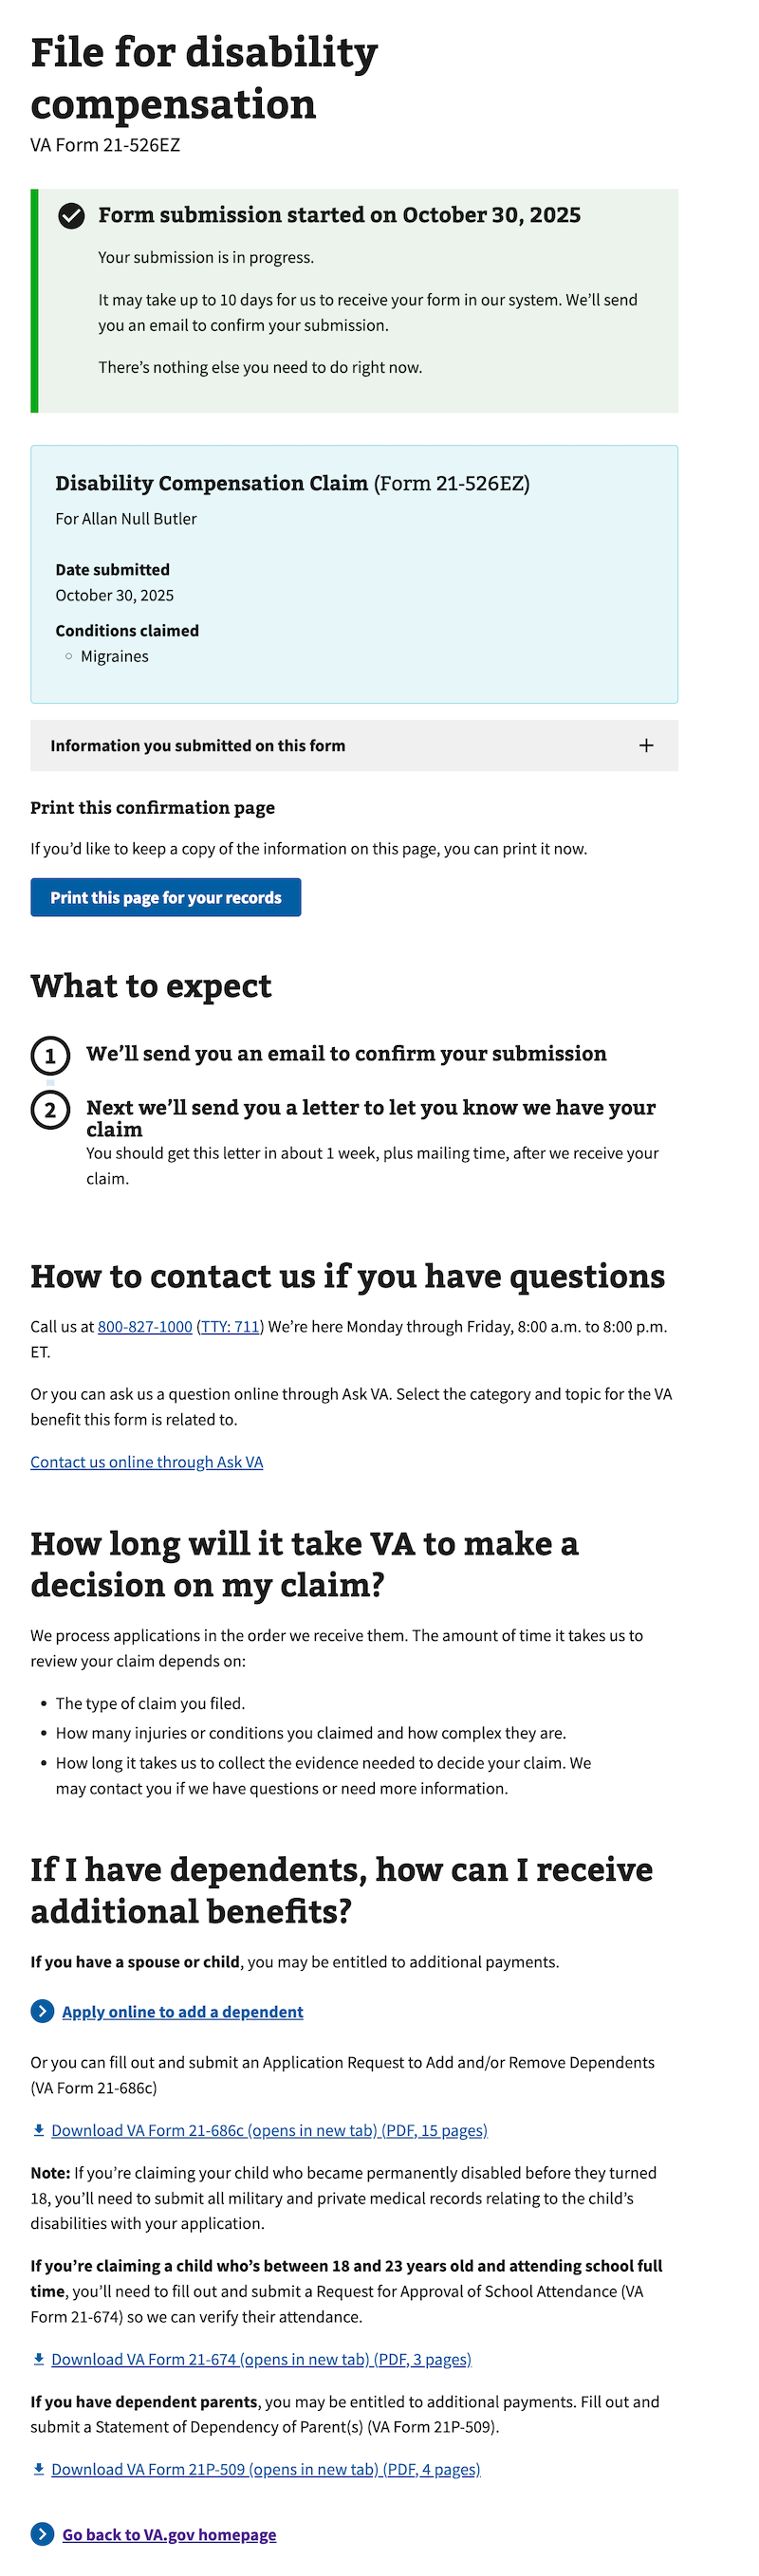 File for disability
compensation
VA Form 21-526EZ
Form submission started on October 30, 2025
Your submission is in progress.
It may take up to 10 days for us to receive your form in our system. We’ll send
you an email to confirm your submission.
There’s nothing else you need to do right now.
Disability Compensation Claim (Form 21-526EZ)
For Allan Null Butler
Date submitted
October 30, 2025
Conditions claimed
Migraines
Information you submitted on this form
Print this confirmation page
If you’d like to keep a copy of the information on this page, you can print it now.
Print this page for your records
What to expect
1 We’ll send you an email to confirm your submission
2 Next we’ll send you a letter to let you know we have your
claim
You should get this letter in about 1 week, plus mailing time, after we receive your
claim.
How to contact us if you have questions
Call us at 800-827-1000 (TTY: 711) We’re here Monday through Friday, 8:00 a.m. to 8:00 p.m.
ET.
Or you can ask us a question online through Ask VA. Select the category and topic for the VA
benefit this form is related to.
Contact us online through Ask VA
How long will it take VA to make a
decision on my claim?
We process applications in the order we receive them. The amount of time it takes us to
review your claim depends on:
The type of claim you filed.
How many injuries or conditions you claimed and how complex they are.
How long it takes us to collect the evidence needed to decide your claim. We
may contact you if we have questions or need more information.
If I have dependents, how can I receive
additional benefits?
If you have a spouse or child, you may be entitled to additional payments.
Apply online to add a dependent
Or you can fill out and submit an Application Request to Add and/or Remove Dependents
(VA Form 21-686c)
Download VA Form 21-686c (opens in new tab) (PDF, 15 pages)
Note: If you’re claiming your child who became permanently disabled before they turned
18, you’ll need to submit all military and private medical records relating to the child’s
disabilities with your application.
If you’re claiming a child who’s between 18 and 23 years old and attending school full
time, you’ll need to fill out and submit a Request for Approval of School Attendance (VA
Form 21-674) so we can verify their attendance.
Download VA Form 21-674 (opens in new tab) (PDF, 3 pages)
If you have dependent parents, you may be entitled to additional payments. Fill out and
submit a Statement of Dependency of Parent(s) (VA Form 21P-509).
Download VA Form 21P-509 (opens in new tab) (PDF, 4 pages)
Go back to VA.gov homepage